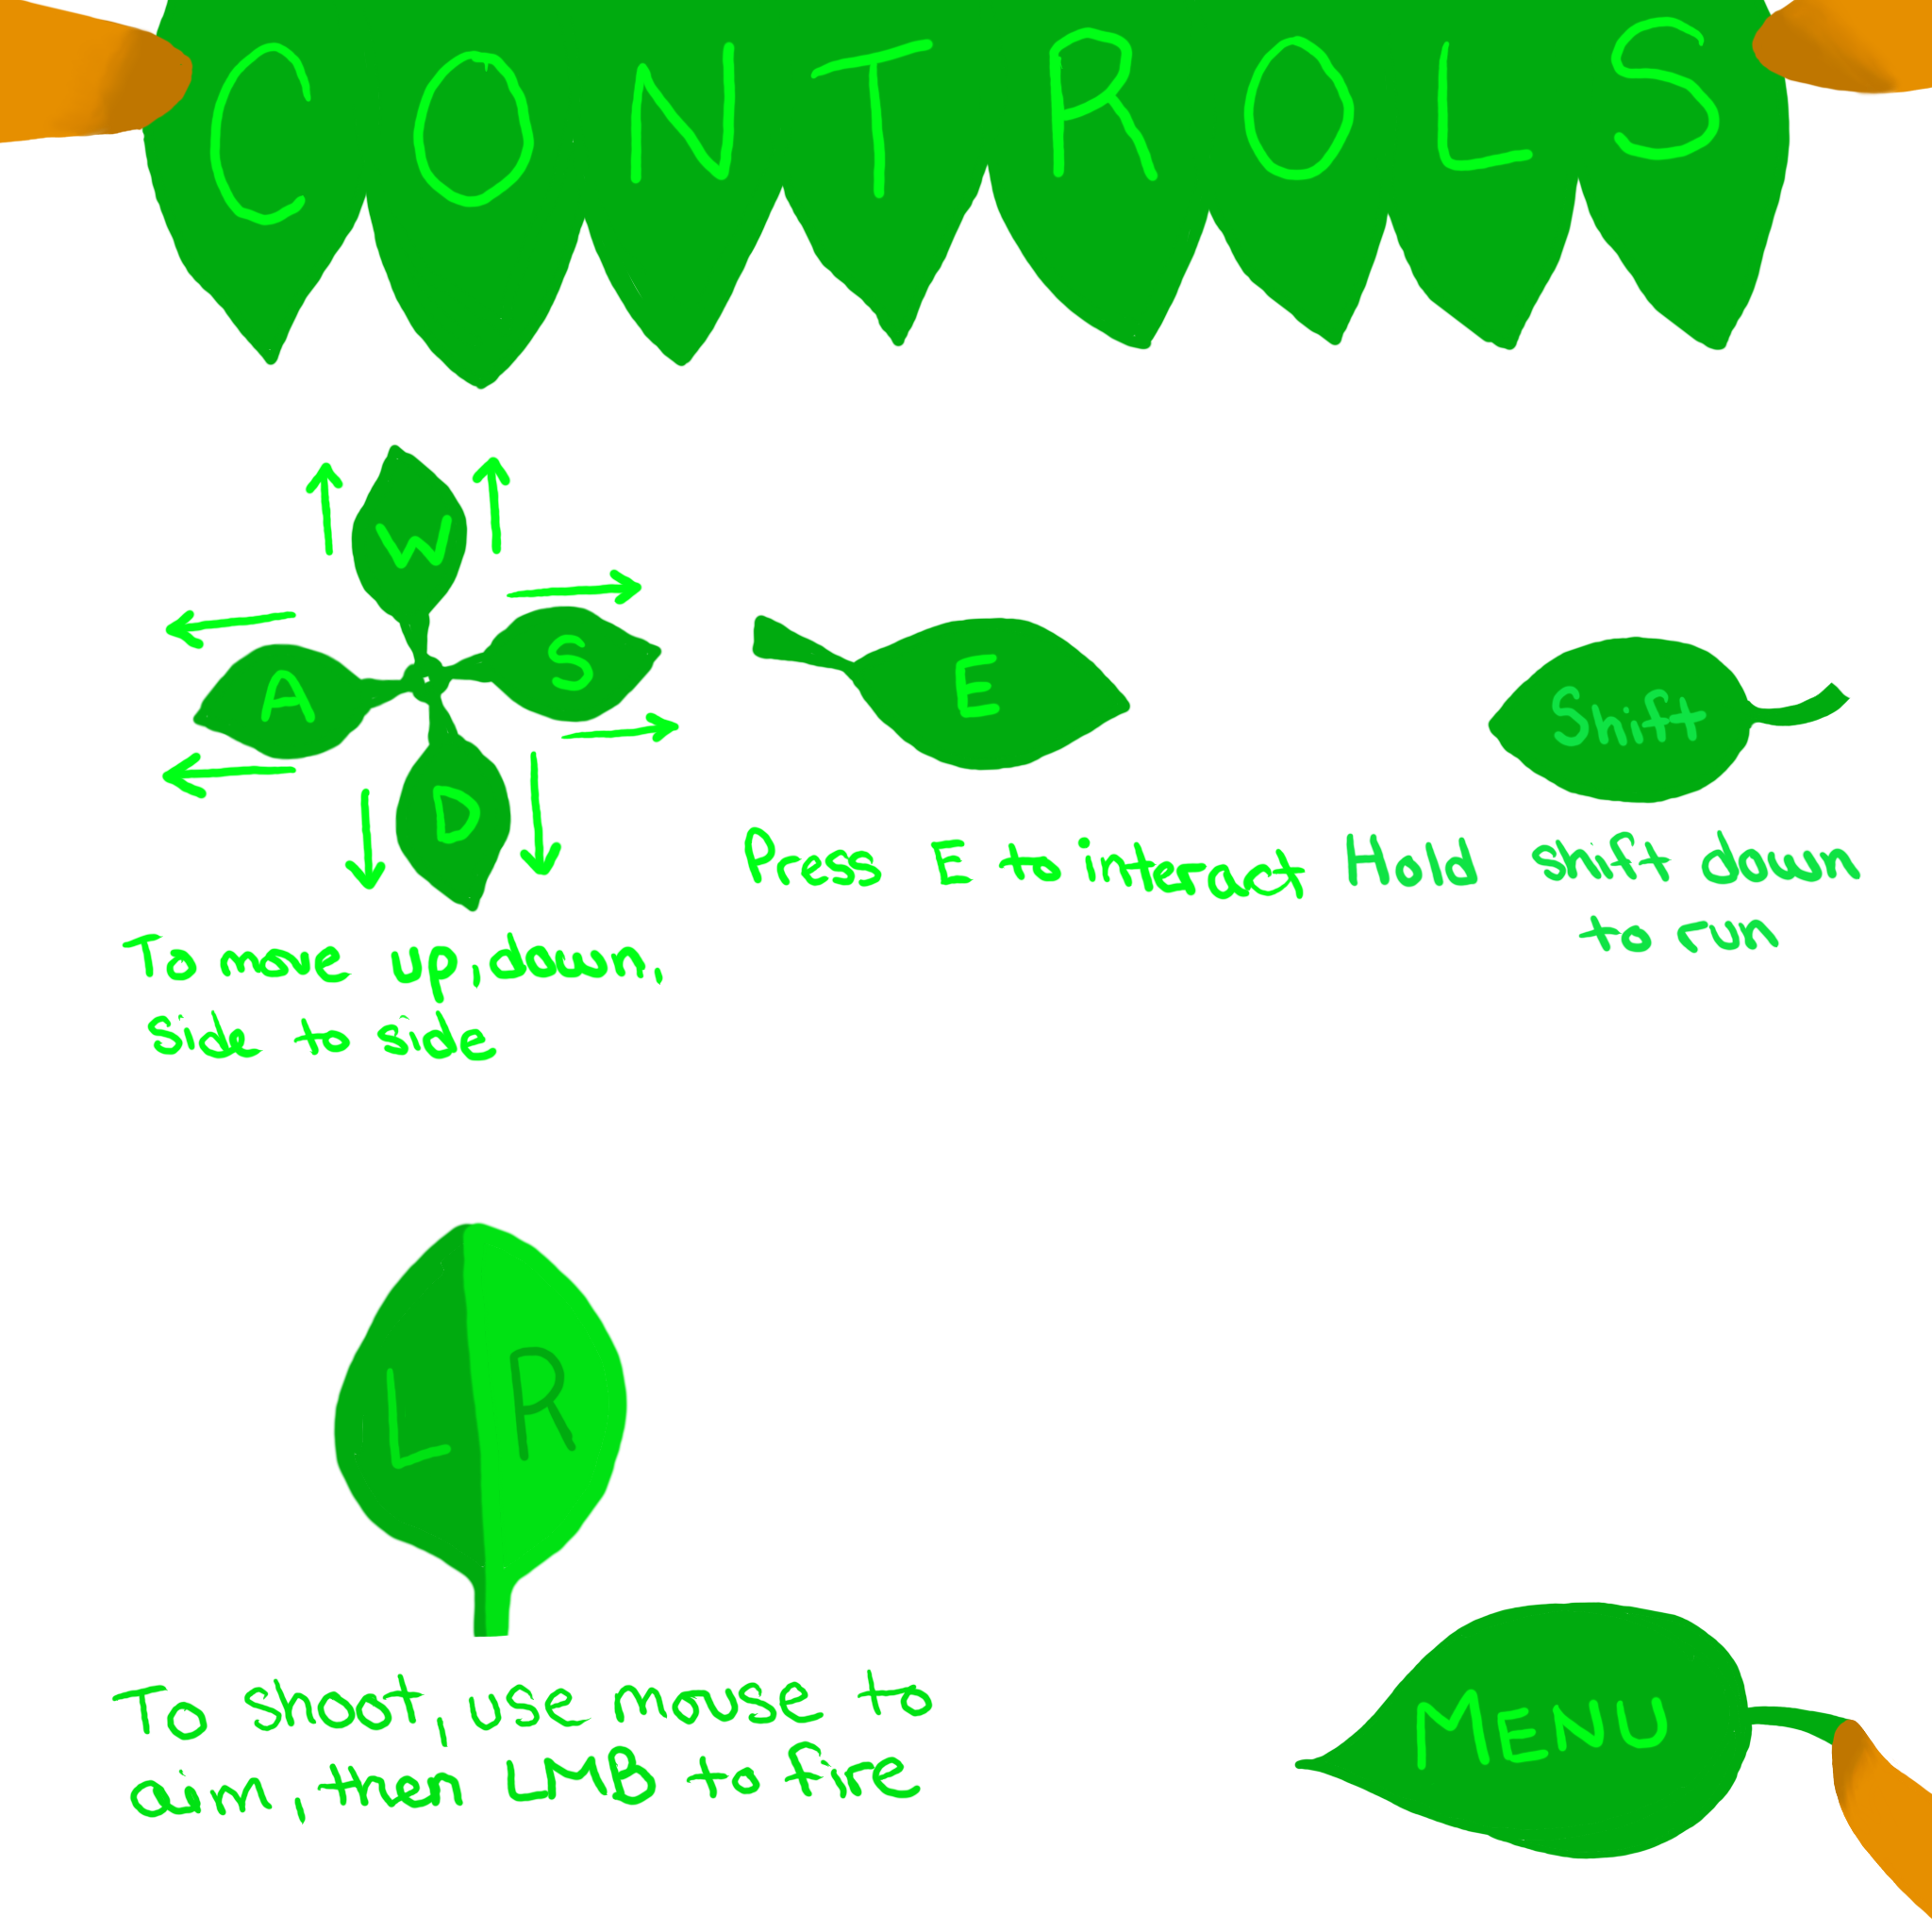 CONTROLS
W
A
S
D
E
Shift
To move up, down,
side to side
Press E to interact
Hold shift down
to run
L R
To shoot, use mouse to
aim, then LMB to fire
MENU